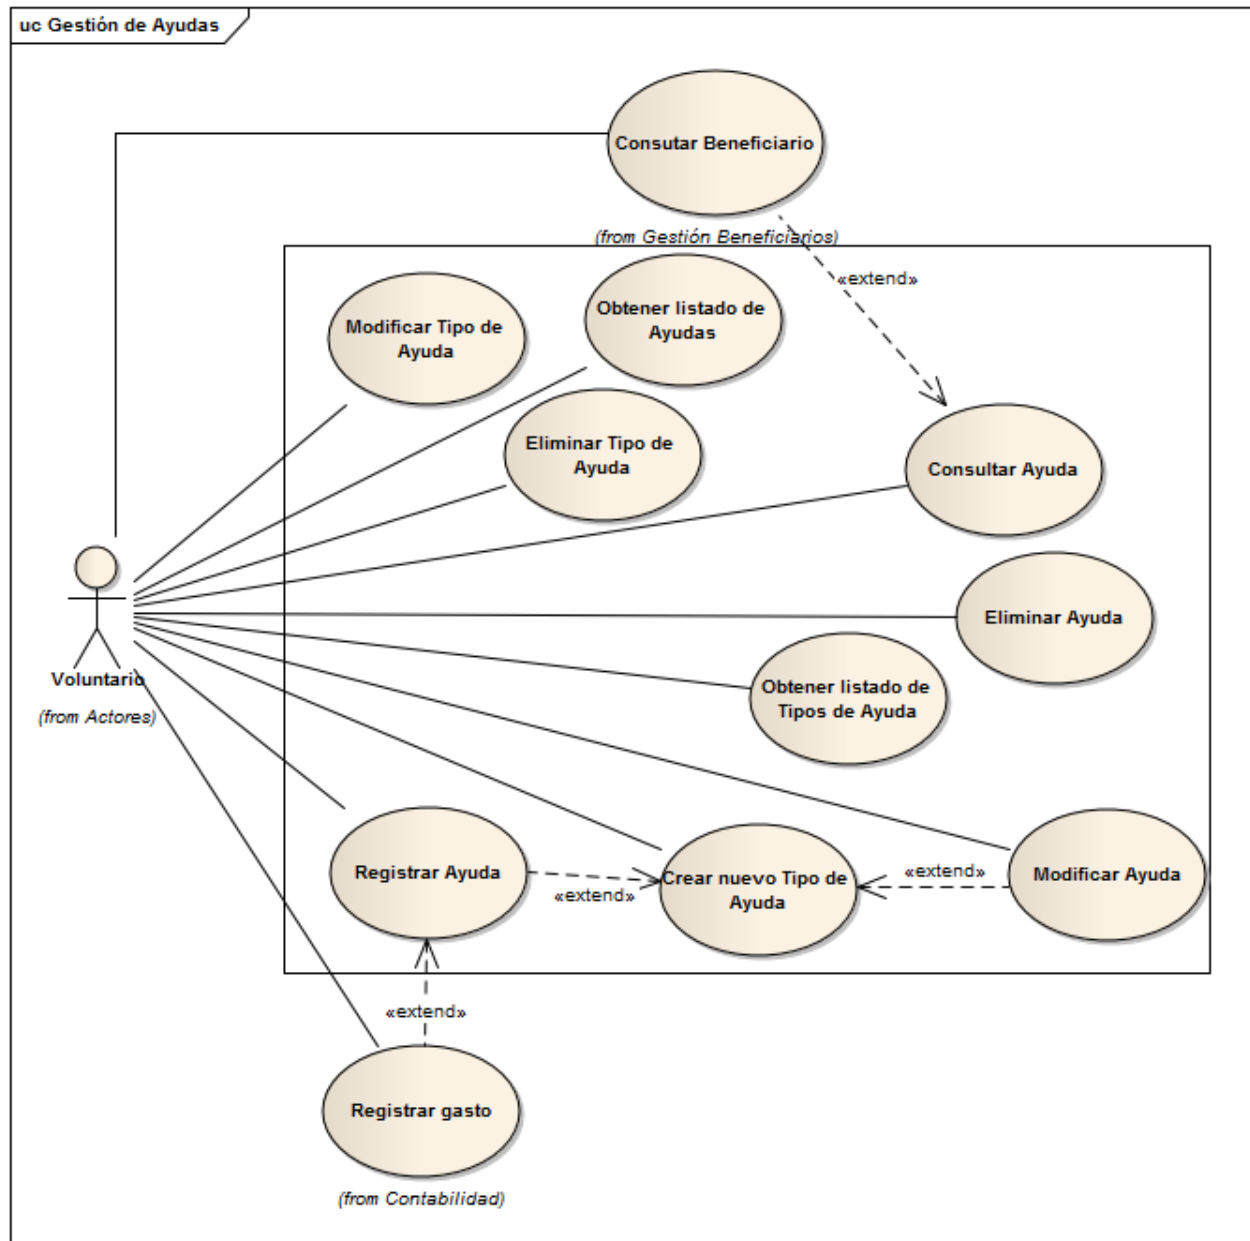 uc Gestión de Ayudas
Consutar Beneficiario
(from Gestión Beneficiarios)
«extend»
Obtener listado de
Ayudas
Modificar Tipo de
Ayuda
Eliminar Tipo de
Ayuda
Consultar Ayuda
Eliminar Ayuda
Voluntario
(from Actores)
Obtener listado de
Tipos de Ayuda
Registrar Ayuda
«extend»
Crear nuevo Tipo de
Ayuda
«extend»
Modificar Ayuda
«extend»
Registrar gasto
(from Contabilidad)